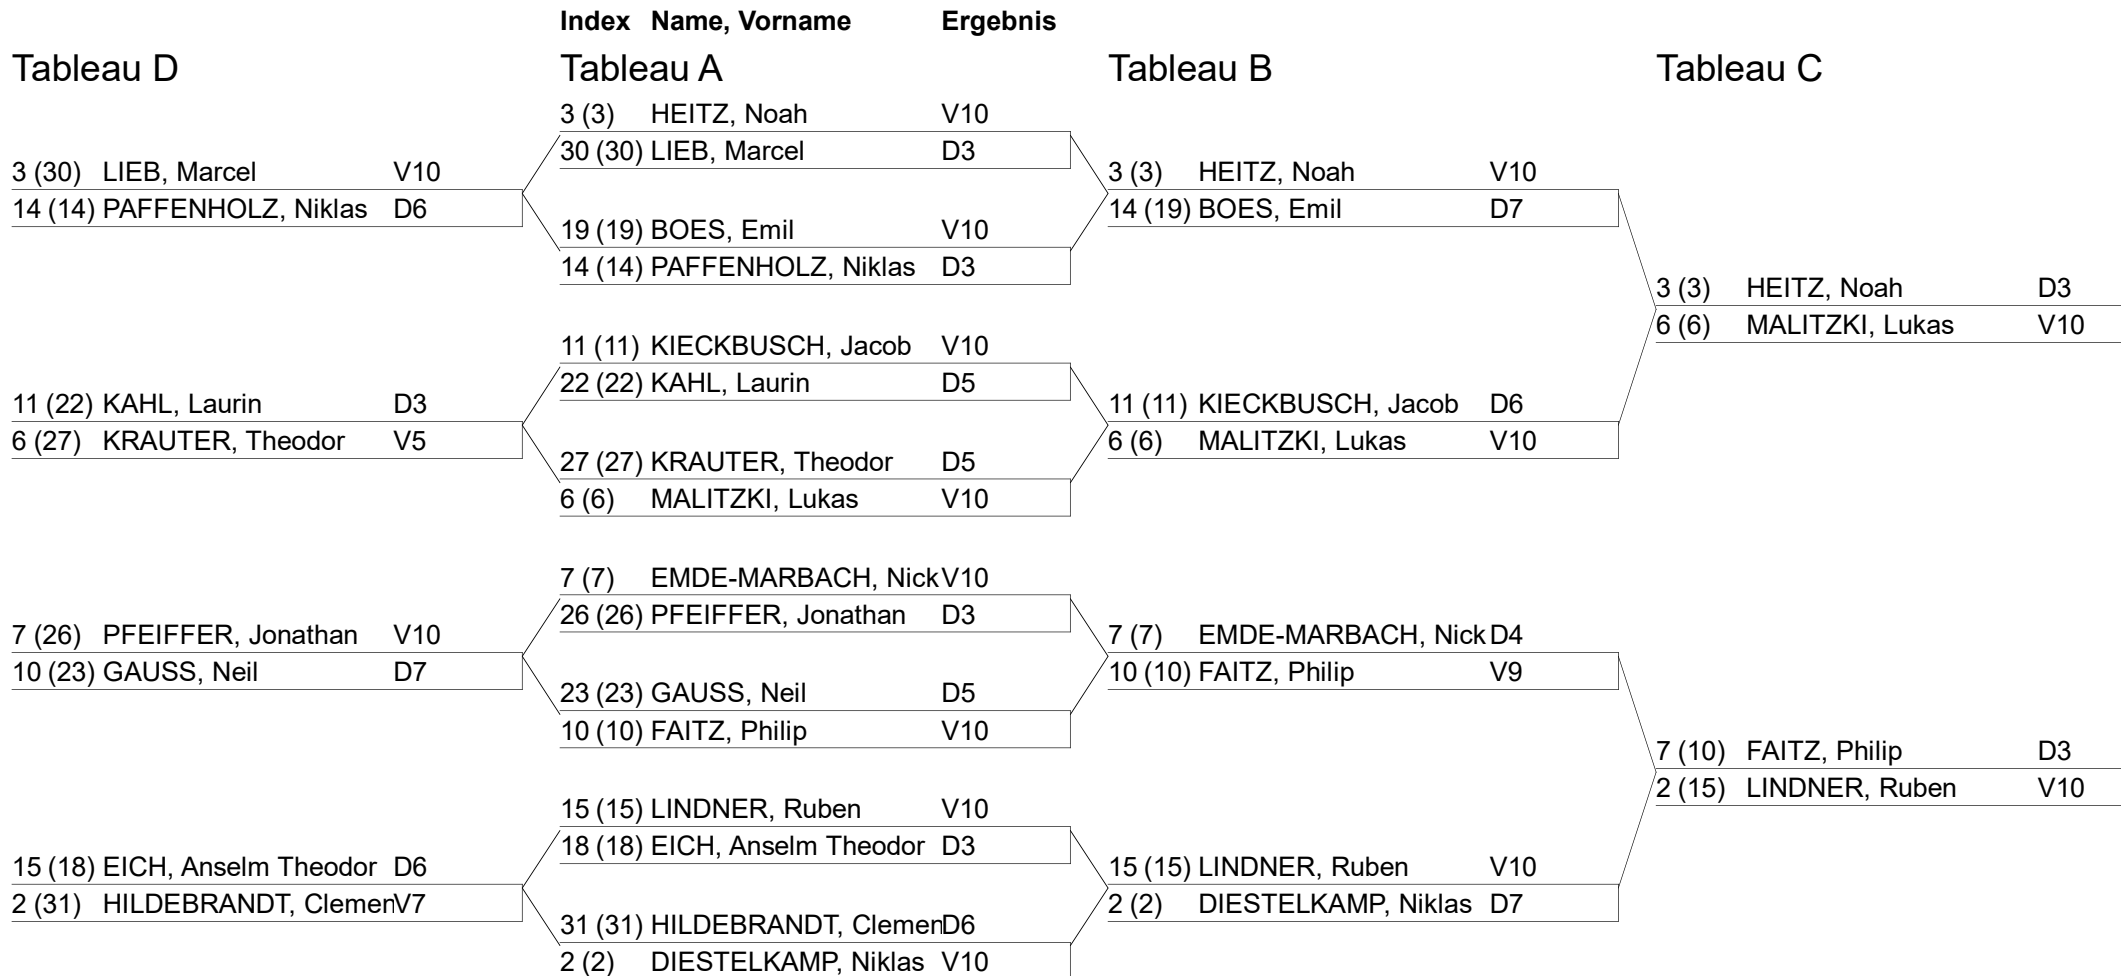 Index Name, Vorname Ergebnis
Tableau D Tableau A Tableau B Tableau C
3 (3) HEITZ, Noah V10
30 (30) LIEB, Marcel D3
3 (30) LIEB, Marcel V10 3 (3) HEITZ, Noah V10
14 (14) PAFFENHOLZ, Niklas D6 14 (19) BOES, Emil D7
19 (19) BOES, Emil V10
14 (14) PAFFENHOLZ, Niklas D3
3 (3) HEITZ, Noah D3
6 (6) MALITZKI, Lukas V10
11 (11) KIECKBUSCH, Jacob V10
22 (22) KAHL, Laurin D5
11 (22) KAHL, Laurin D3 11 (11) KIECKBUSCH, Jacob D6
6 (27) KRAUTER, Theodor V5 6 (6) MALITZKI, Lukas V10
27 (27) KRAUTER, Theodor D5
6 (6) MALITZKI, Lukas V10
7 (7) EMDE-MARBACH, Nick V10
26 (26) PFEIFFER, Jonathan D3
7 (26) PFEIFFER, Jonathan V10 7 (7) EMDE-MARBACH, Nick D4
10 (23) GAUSS, Neil D7 10 (10) FAITZ, Philip V9
23 (23) GAUSS, Neil D5
10 (10) FAITZ, Philip V10
7 (10) FAITZ, Philip D3
2 (15) LINDNER, Ruben V10
15 (15) LINDNER, Ruben V10
18 (18) EICH, Anselm Theodor D3
15 (18) EICH, Anselm Theodor D6 15 (15) LINDNER, Ruben V10
2 (31) HILDEBRANDT, Clemen V7 2 (2) DIESTELKAMP, Niklas D7
31 (31) HILDEBRANDT, Clemen D6
2 (2) DIESTELKAMP, Niklas V10